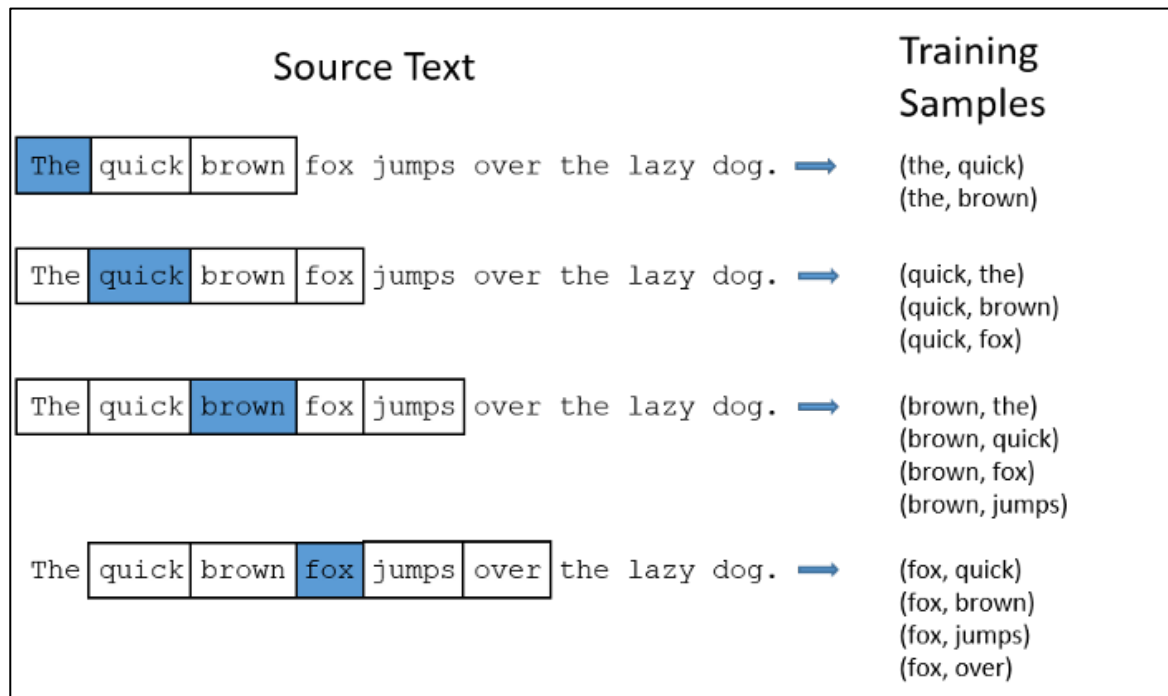 Source Text
Training
Samples
The quick brown fox jumps over the lazy dog.
(the, quick)
(the, brown)
The quick brown fox jumps over the lazy dog.
(quick, the)
(quick, brown)
(quick, fox)
The quick brown fox jumps over the lazy dog.
(brown, the)
(brown, quick)
(brown, fox)
(brown, jumps)
The quick brown fox jumps over the lazy dog.
(fox, quick)
(fox, brown)
(fox, jumps)
(fox, over)